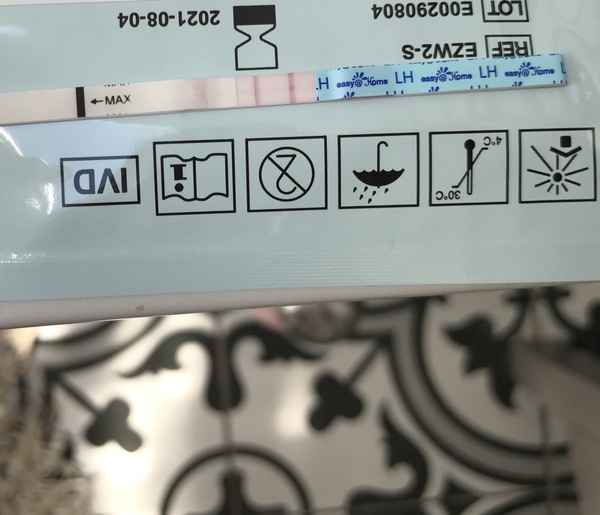 2021-08-04
LOT E00290804
REF EZW2-S
←MAX
LH easy@Home LH easy@Home LH easy@Home
IVD
i
2
30°C
4°C